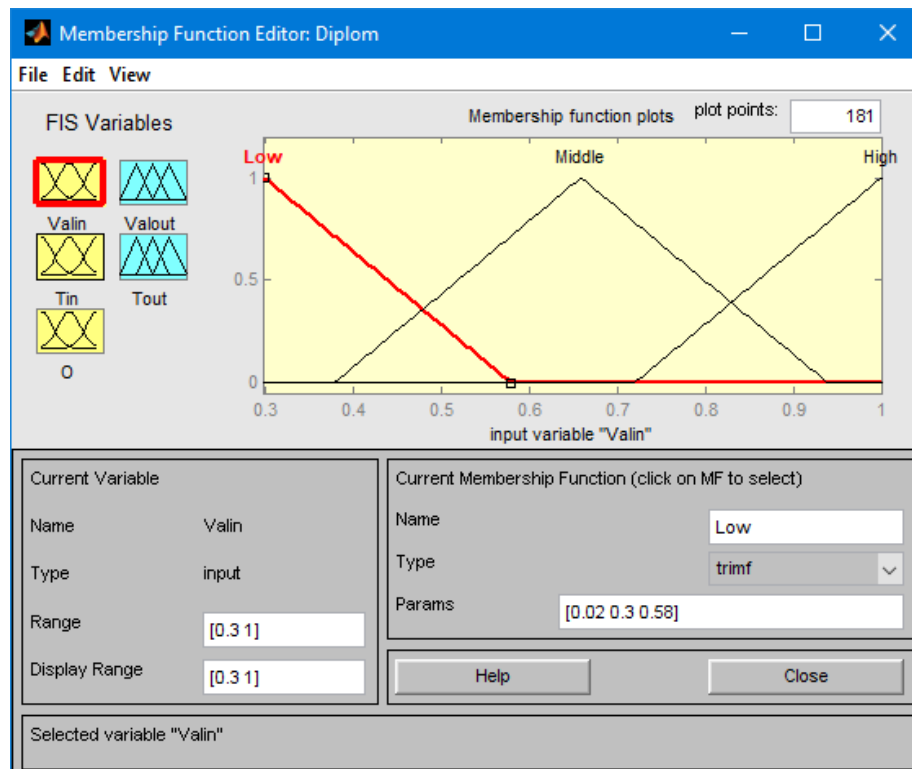 Membership Function Editor: Diplom
File Edit View
FIS Variables
Membership function plots
plot points:
181
Valin
Valout
Tin
Tout
O
Low
Middle
High
1
0.5
0
0.3 0.4 0.5 0.6 0.7 0.8 0.9 1
input variable "Valin"
Current Variable
Name Valin
Type input
Range [0.3 1]
Display Range [0.3 1]
Current Membership Function (click on MF to select)
Name Low
Type trimf
Params [0.02 0.3 0.58]
Help Close
Selected variable "Valin"